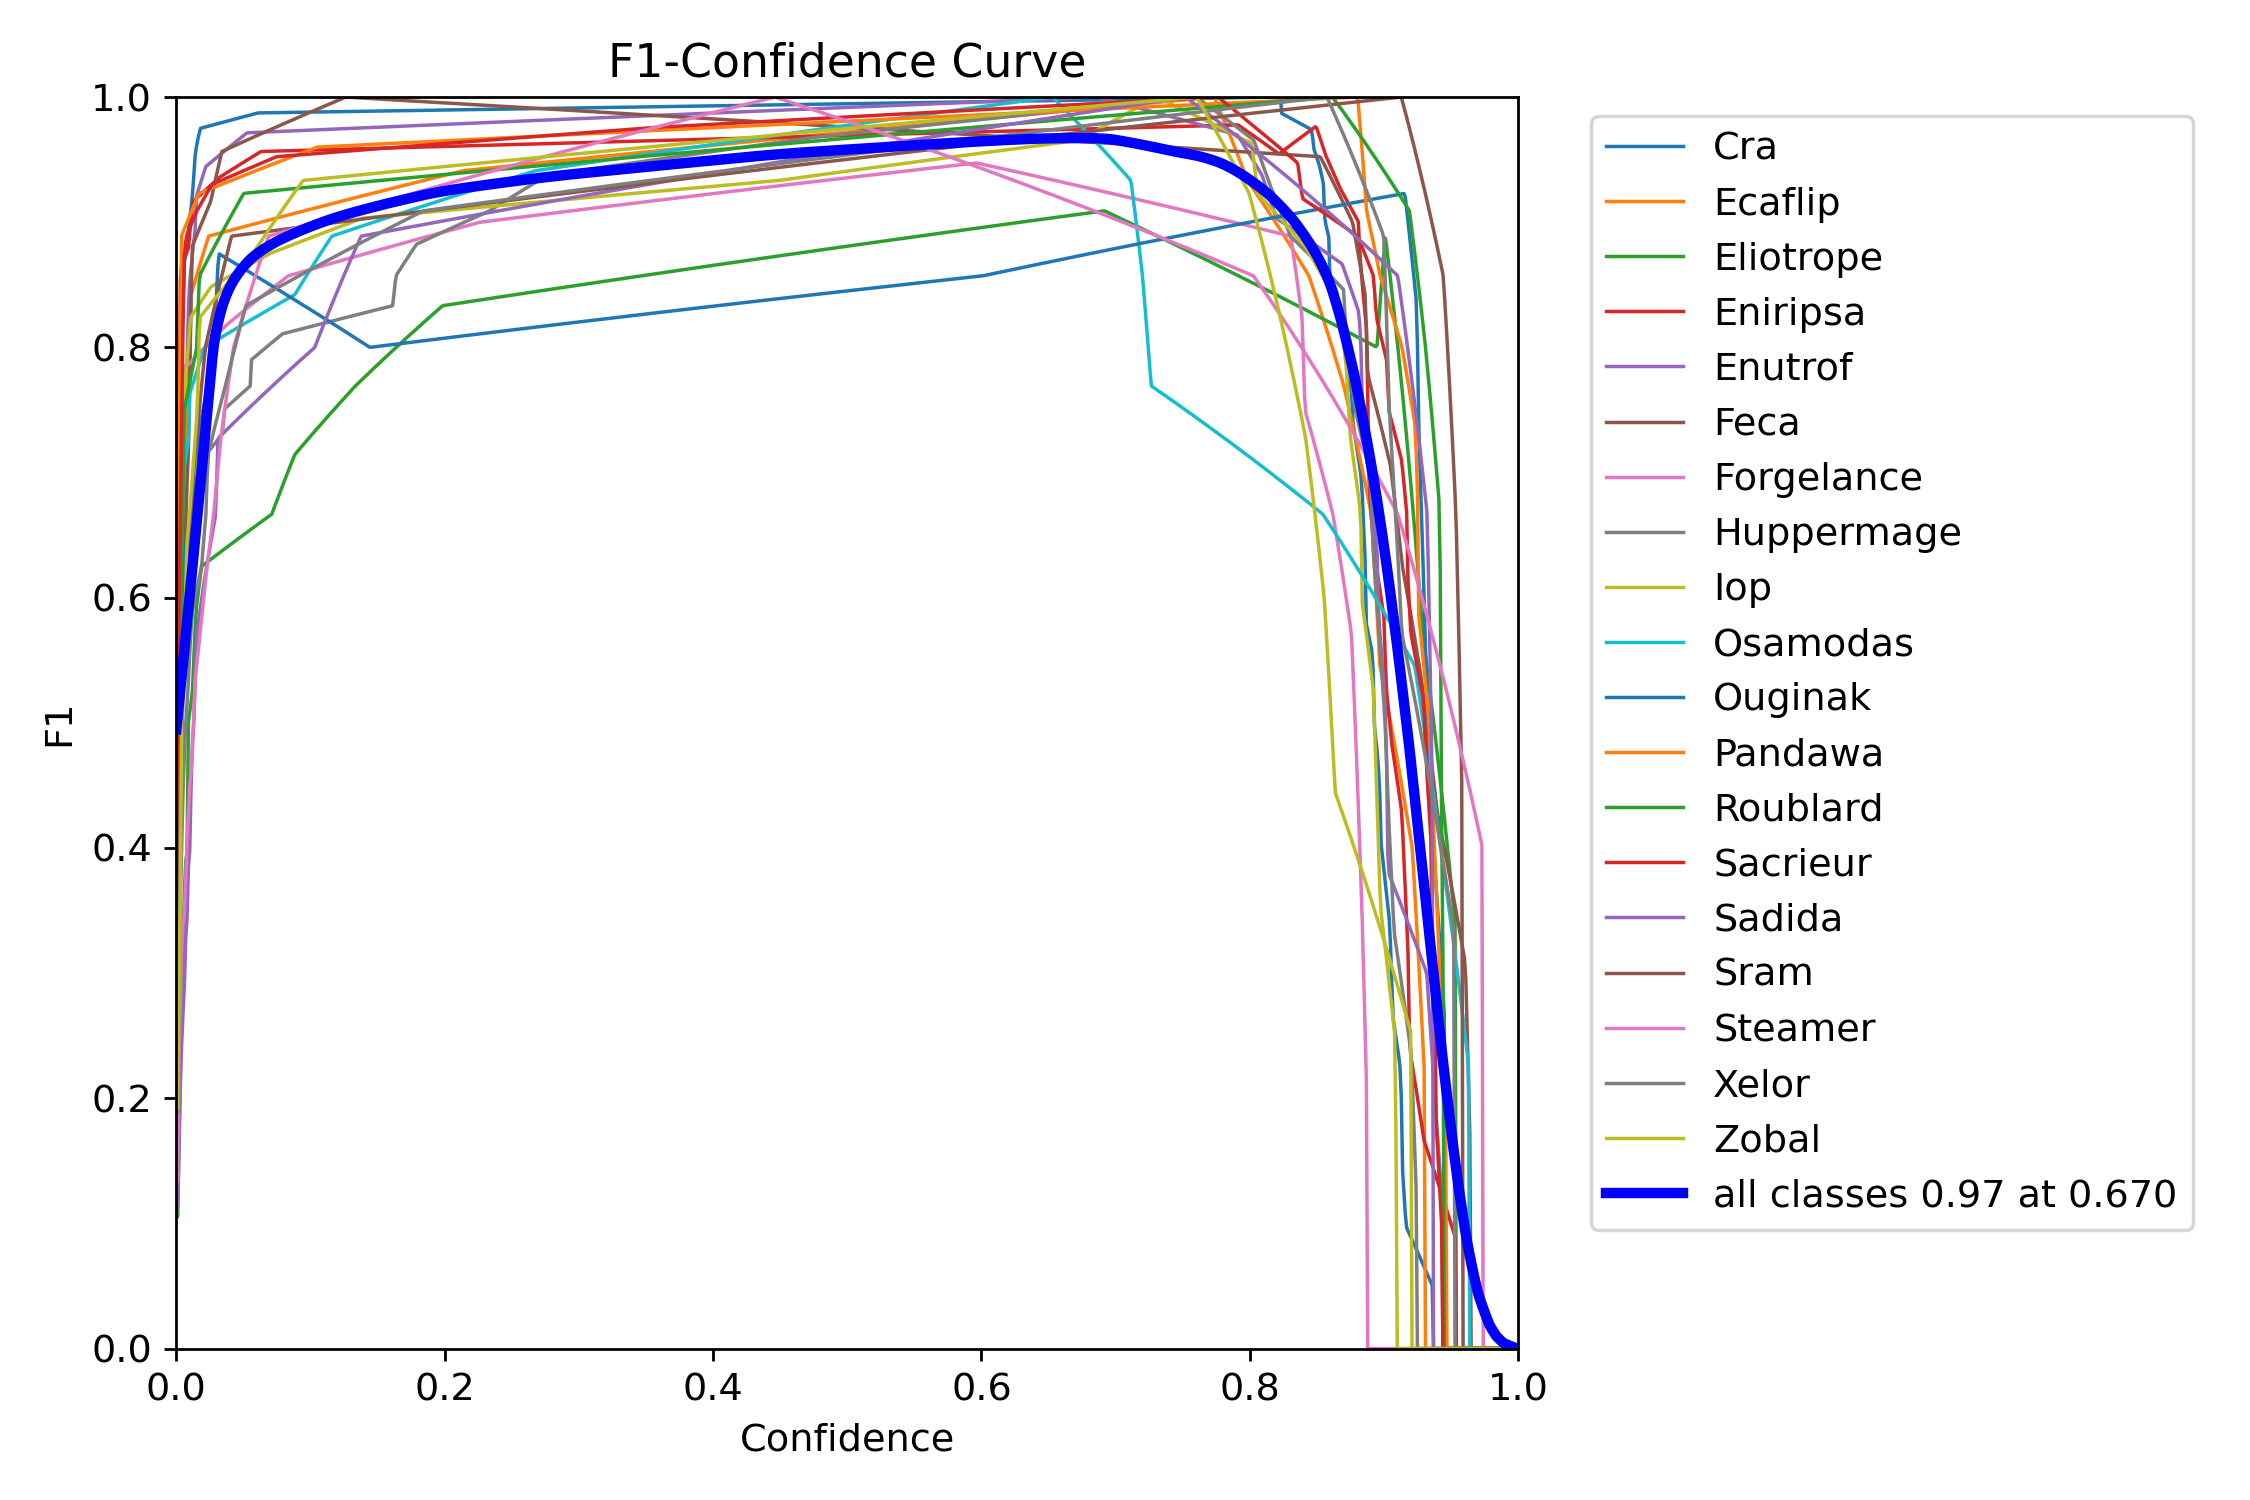 F1-Confidence Curve
1.0
0.8
0.6
0.4
0.2
0.0
F1
0.0 0.2 0.4 0.6 0.8 1.0
Confidence
Cra
Ecaflip
Eliotrope
Eniripsa
Enutrof
Feca
Forgelance
Huppermage
Iop
Osamodas
Ouginak
Pandawa
Roublard
Sacrieur
Sadida
Sram
Steamer
Xelor
Zobal
all classes 0.97 at 0.670